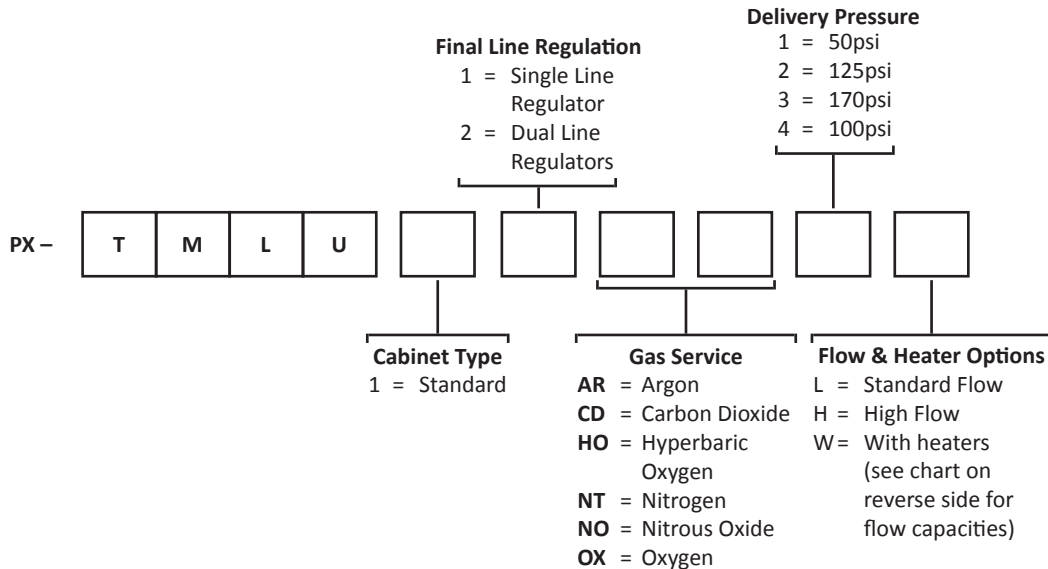 Delivery Pressure
1 = 50psi
2 = 125psi
3 = 170psi
4 = 100psi
Final Line Regulation
1 = Single Line
Regulator
2 = Dual Line
Regulators
PX – T M L U
Cabinet Type
1 = Standard
Gas Service
AR = Argon
CD = Carbon Dioxide
HO = Hyperbaric
Oxygen
NT = Nitrogen
NO = Nitrous Oxide
OX = Oxygen
Flow & Heater Options
L = Standard Flow
H = High Flow
W = With heaters
(see chart on
reverse side for
flow capacities)